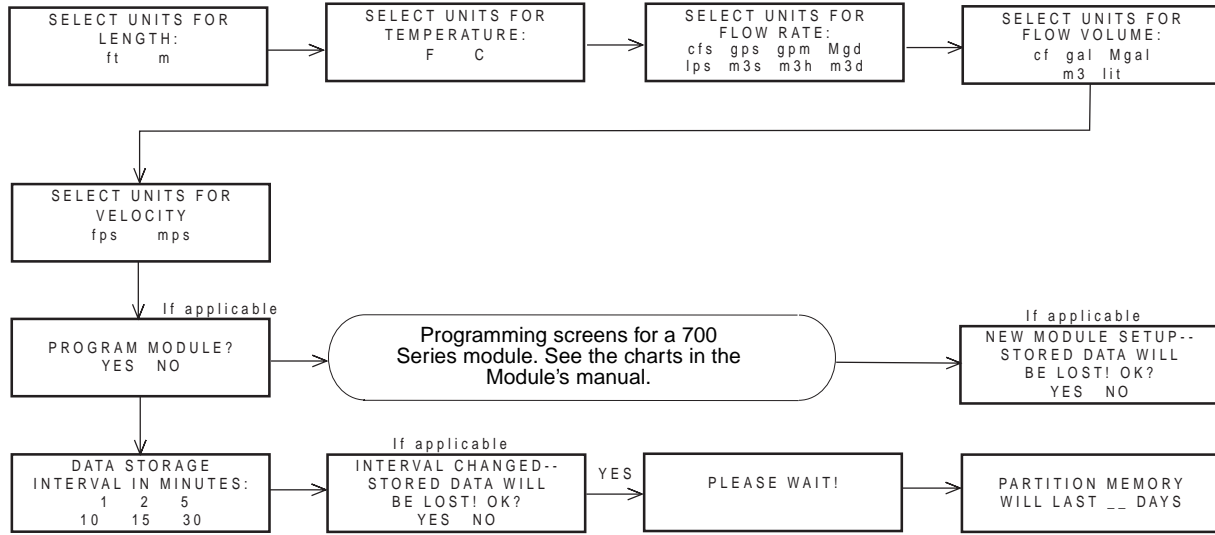 SELECT UNITS FOR
LENGTH:
ft m
SELECT UNITS FOR
TEMPERATURE:
F C
SELECT UNITS FOR
FLOW RATE:
cfs gps gpm Mgd
lps m3s m3h m3d
SELECT UNITS FOR
FLOW VOLUME:
cf gal Mgal
m3 lit
SELECT UNITS FOR
VELOCITY
fps mps
If applicable
PROGRAM MODULE?
YES NO
Programming screens for a 700
Series module. See the charts in the
Module's manual.
If applicable
NEW MODULE SETUP--
STORED DATA WILL
BE LOST! OK?
YES NO
DATA STORAGE
INTERVAL IN MINUTES:
1 2 5
10 15 30
If applicable
INTERVAL CHANGED--
STORED DATA WILL
BE LOST! OK?
YES NO
YES
PLEASE WAIT!
PARTITION MEMORY
WILL LAST __ DAYS